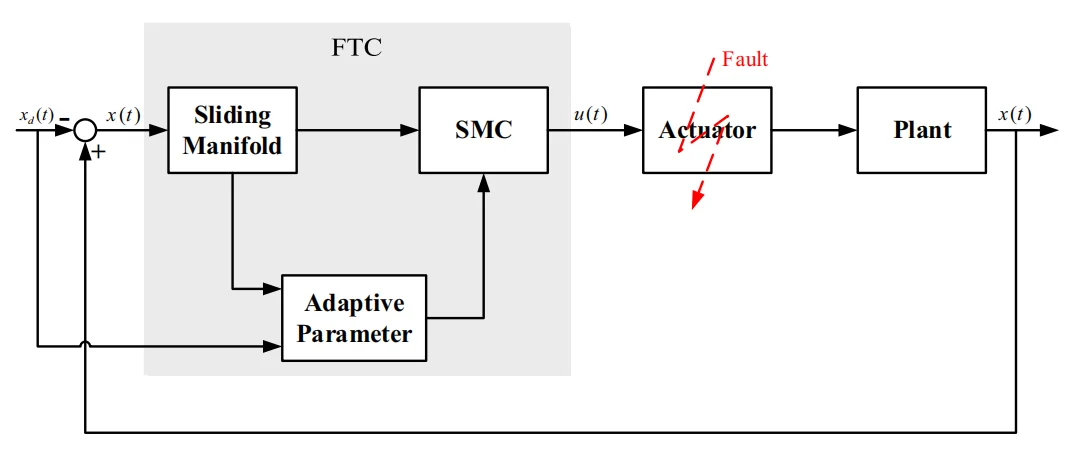 FTC
Fault
x_d(t)
-
x(t)
+
Sliding
Manifold
SMC
u(t)
Actuator
Plant
x(t)
Adaptive
Parameter